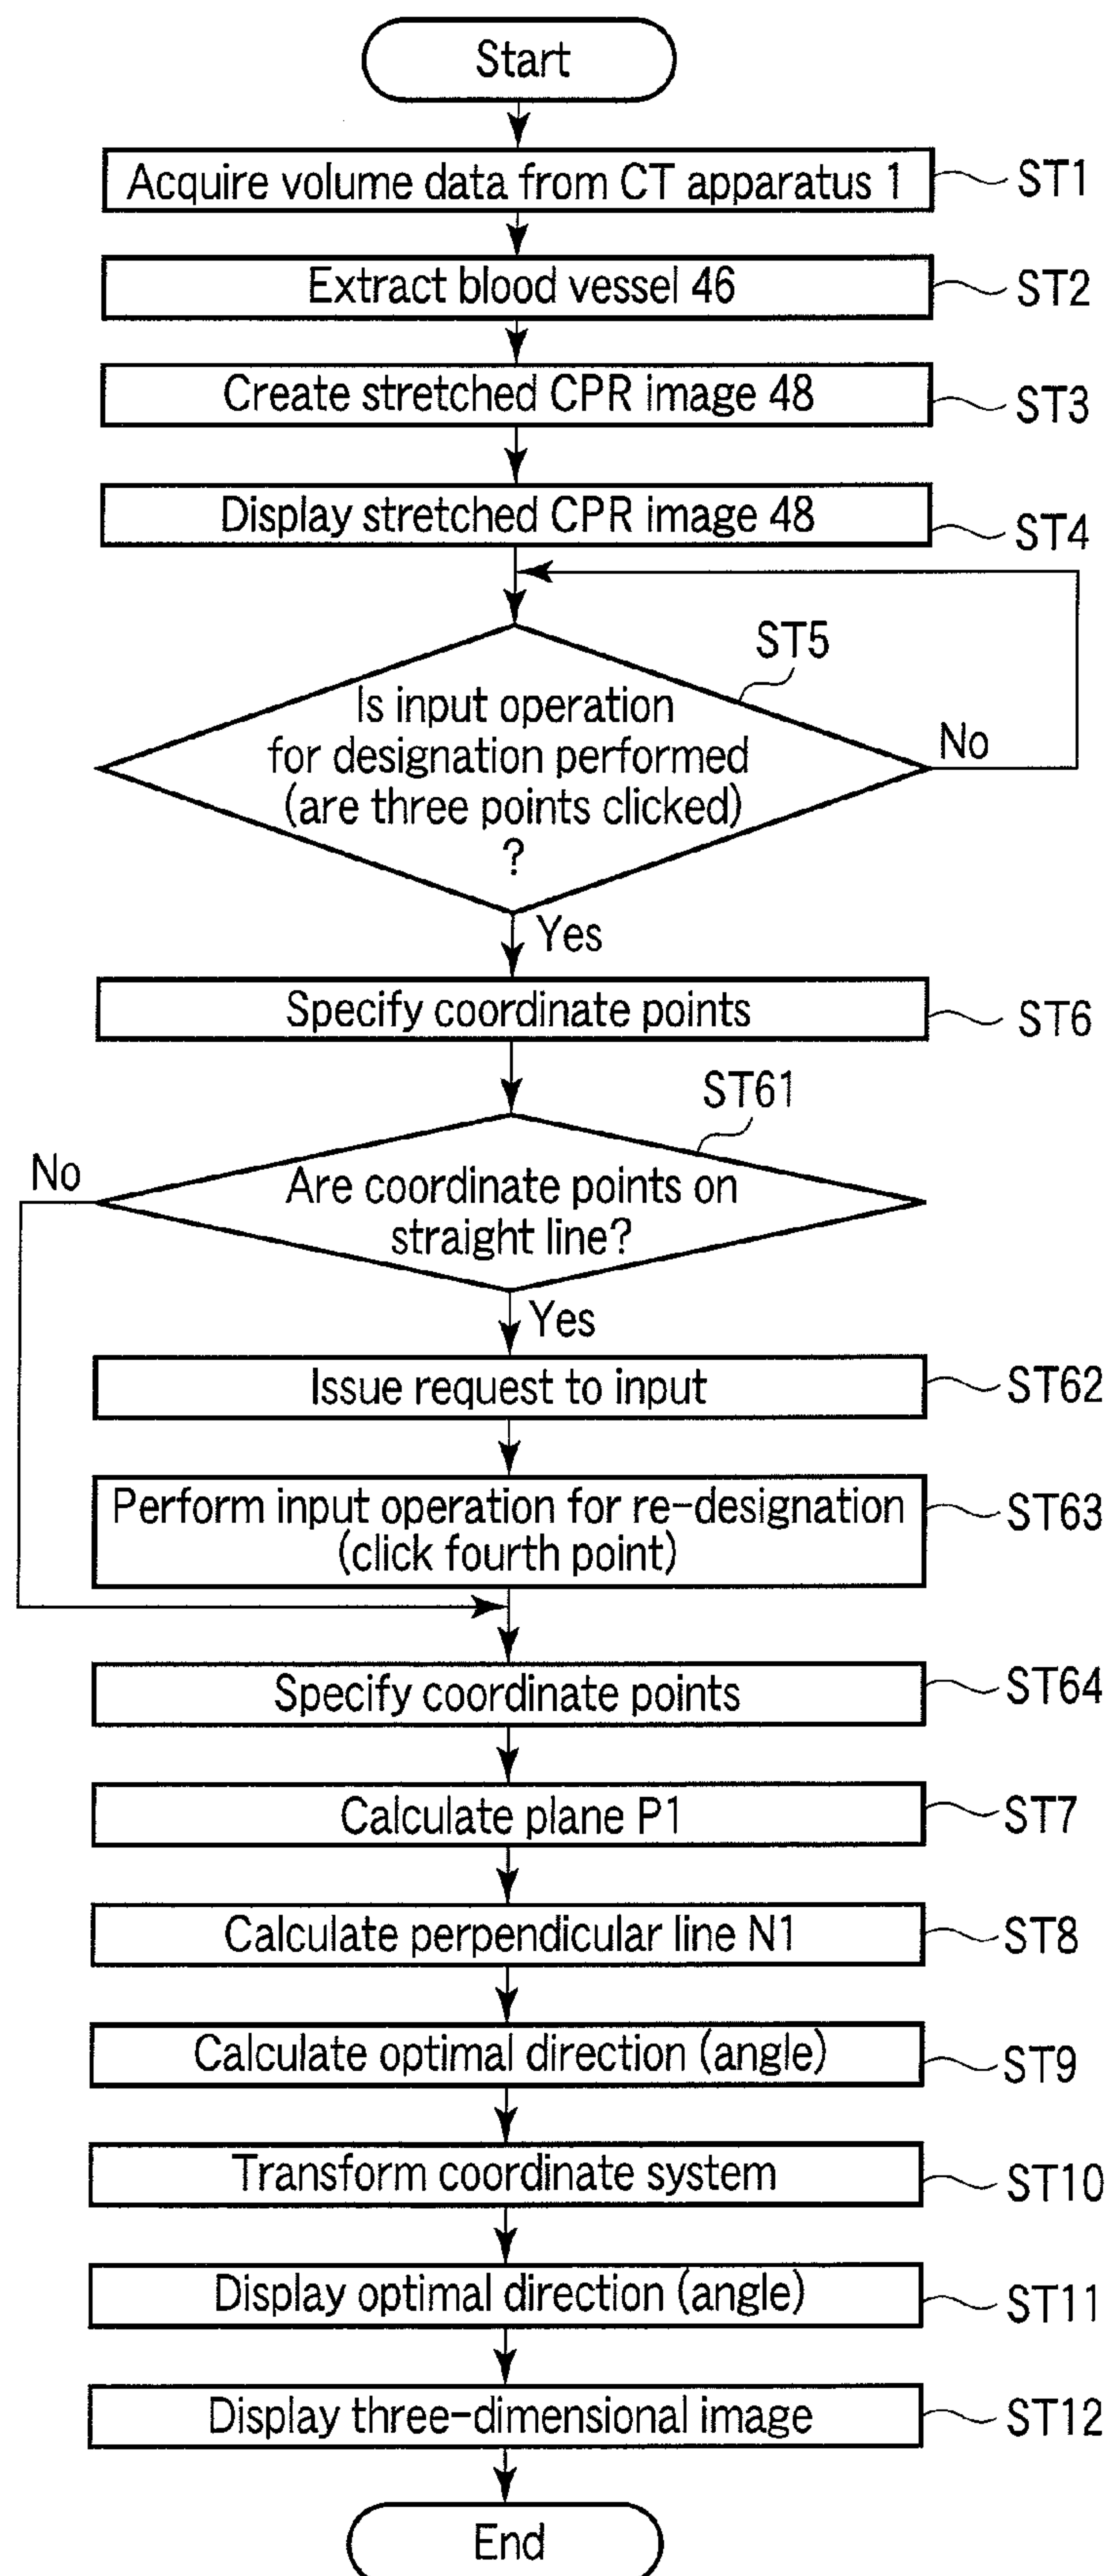 Start
Acquire volume data from CT apparatus 1
ST1
Extract blood vessel 46
ST2
Create stretched CPR image 48
ST3
Display stretched CPR image 48
ST4
ST5
Is input operation
for designation performed
(are three points clicked)
?
No
Yes
Specify coordinate points
ST6
ST61
No
Are coordinate points on
straight line?
Yes
Issue request to input
ST62
Perform input operation for re-designation
(click fourth point)
ST63
Specify coordinate points
ST64
Calculate plane P1
ST7
Calculate perpendicular line N1
ST8
Calculate optimal direction (angle)
ST9
Transform coordinate system
ST10
Display optimal direction (angle)
ST11
Display three-dimensional image
ST12
End